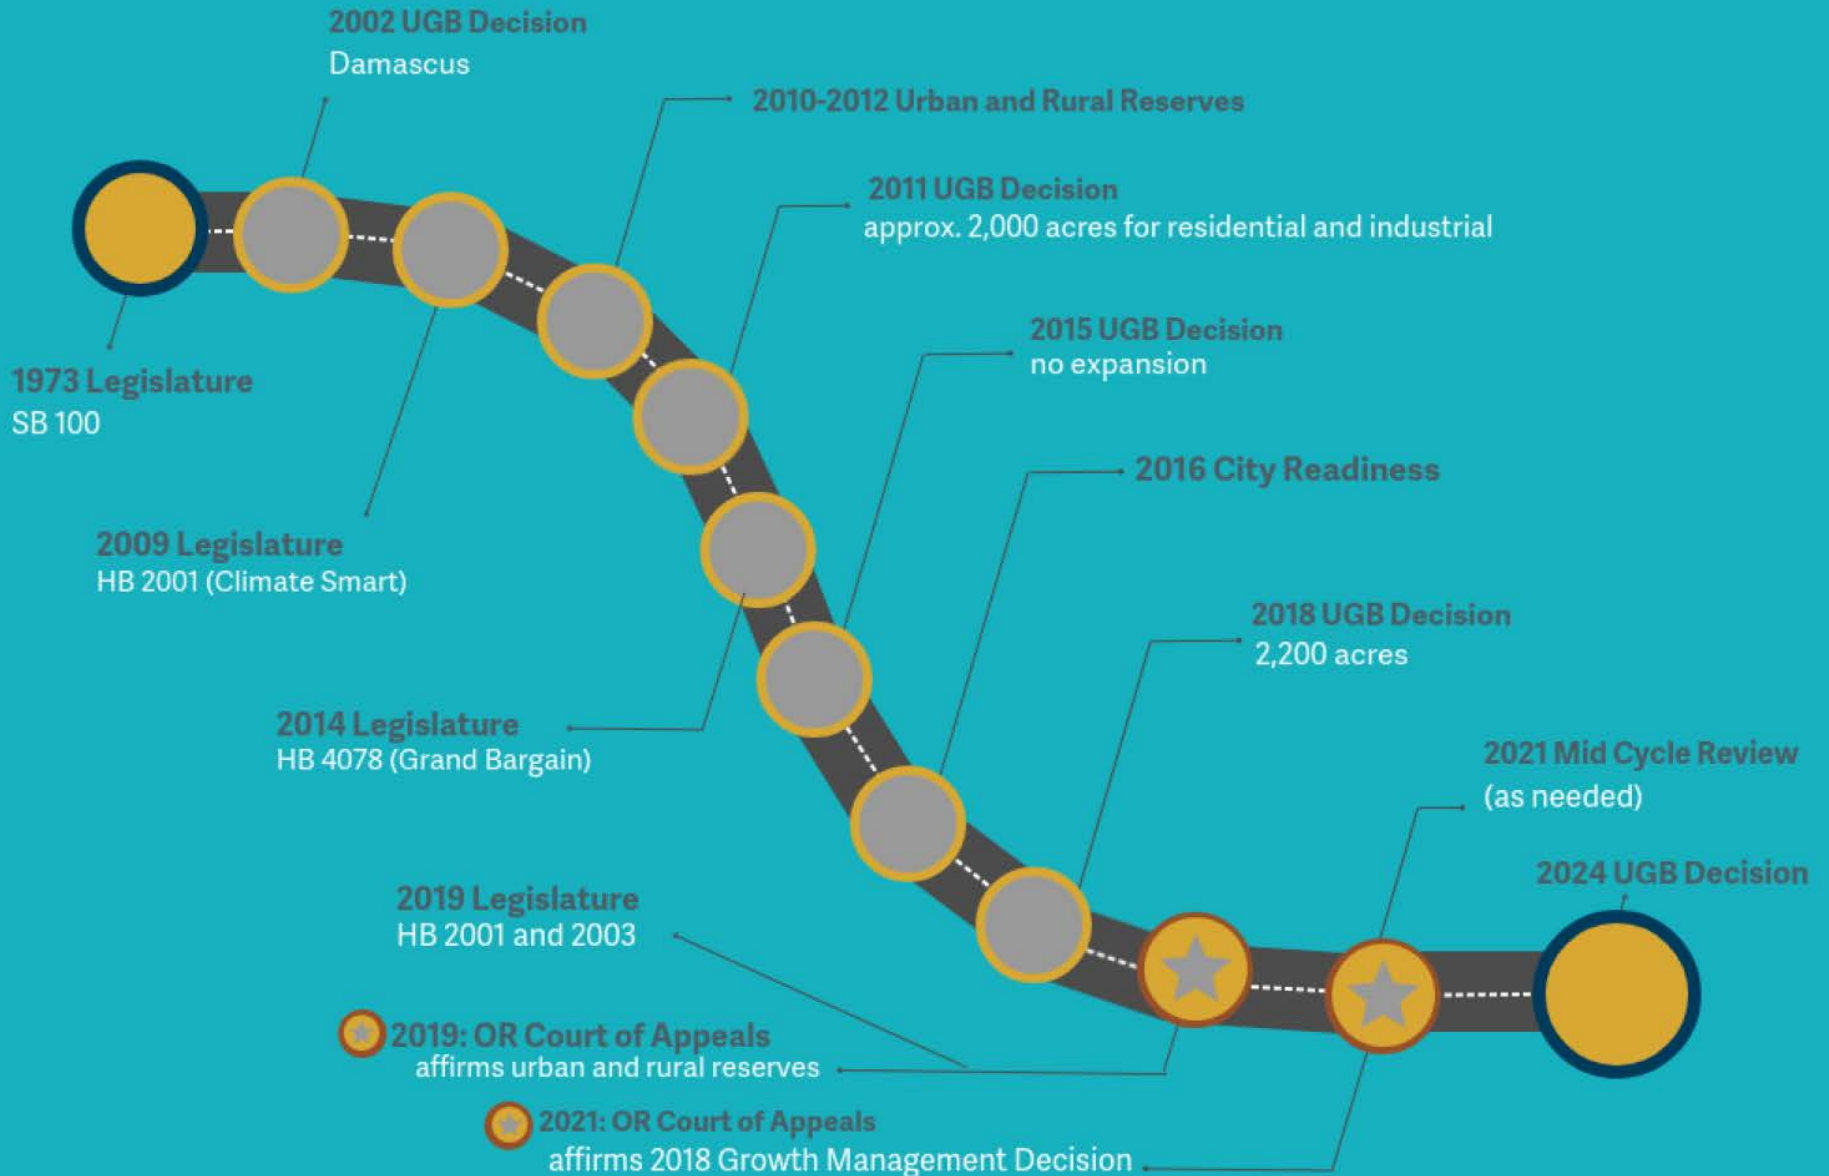 2002 UGB Decision
Damascus
2010-2012 Urban and Rural Reserves
2011 UGB Decision
approx. 2,000 acres for residential and industrial
2015 UGB Decision
no expansion
1973 Legislature
SB 100
2016 City Readiness
2009 Legislature
HB 2001 (Climate Smart)
2018 UGB Decision
2,200 acres
2014 Legislature
HB 4078 (Grand Bargain)
2021 Mid Cycle Review
(as needed)
2024 UGB Decision
2019 Legislature
HB 2001 and 2003
2019: OR Court of Appeals
affirms urban and rural reserves
2021: OR Court of Appeals
affirms 2018 Growth Management Decision